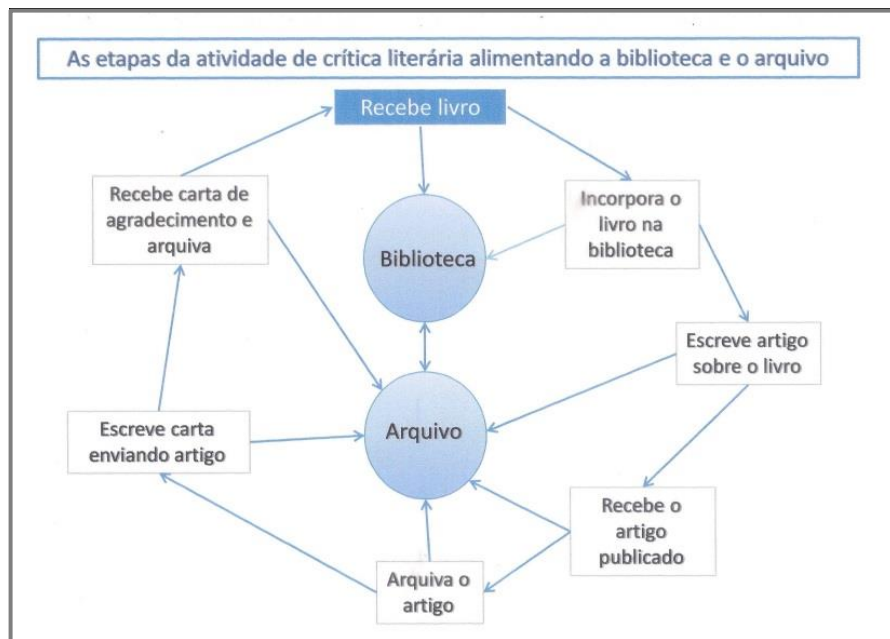 As etapas da atividade de crítica literária alimentando a biblioteca e o arquivo
Recebe livro
Incorpora o
livro na
biblioteca
Escreve artigo
sobre o livro
Recebe o
artigo
publicado
Arquiva o
artigo
Escreve carta
enviando artigo
Recebe carta de
agradecimento e
arquiva
Biblioteca
Arquivo